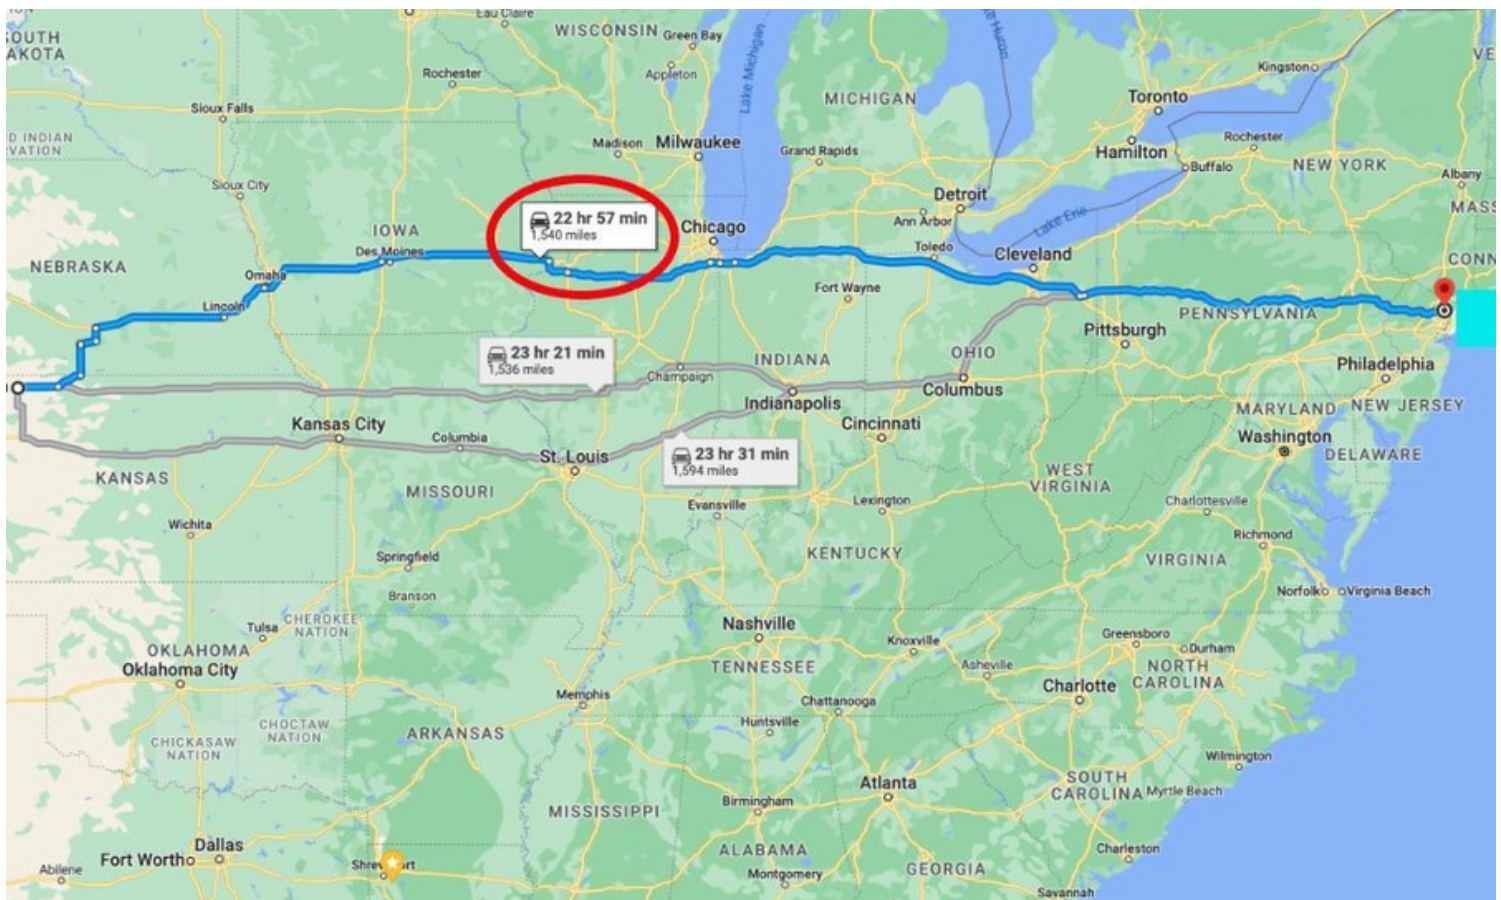 Eau Claire
WISCONSIN
Green Bay
SOUTH
AKOTA
Appleton
Rochester
Lake Michigan
e Huron
Kingston
VE
MICHIGAN
Toronto
Sioux Falls
D INDIAN
VATION
Madison
Milwaukee
Grand Rapids
Hamilton
Rochester
Buffalo
NEW YORK
Albany
Sioux City
Detroit
MASS
22 hr 57 min
1,540 miles
Chicago
Ann Arbor
Lake Erie
IOWA
Des Moines
Toledo
Cleveland
CONN
NEBRASKA
Omaha
Fort Wayne
Lincoln
PENNSYLVANIA
Pittsburgh
23 hr 21 min
1,536 miles
INDIANA
OHIO
Champaign
Columbus
Philadelphia
Indianapolis
MARYLAND
NEW JERSEY
Kansas City
Columbia
Cincinnati
Washington
DELAWARE
St. Louis
23 hr 31 min
1,594 miles
KANSAS
MISSOURI
WEST
VIRGINIA
Evansville
Lexington
Charlottesville
Wichita
Richmond
Springfield
KENTUCKY
VIRGINIA
Branson
Norfolk
Virginia Beach
Tulsa
CHEROKEE
NATION
Nashville
Knoxville
Greensboro
Durham
OKLAHOMA
Oklahoma City
TENNESSEE
Asheville
NORTH
CAROLINA
Memphis
Chattanooga
Charlotte
CHOCTAW
NATION
ARKANSAS
Huntsville
CHICKASAW
NATION
Wilmington
Atlanta
SOUTH
CAROLINA
Myrtle Beach
MISSISSIPPI
Birmingham
Dallas
Fort Worth
ALABAMA
Charleston
Abilene
Shrev ort
Montgomery
GEORGIA
Savannah